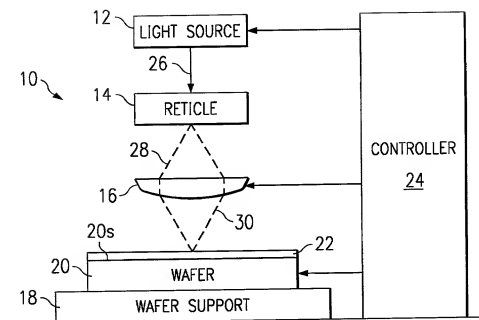 12
LIGHT SOURCE
26
10
14
RETICLE
28
CONTROLLER
24
16
30
20s
22
20
WAFER
18
WAFER SUPPORT